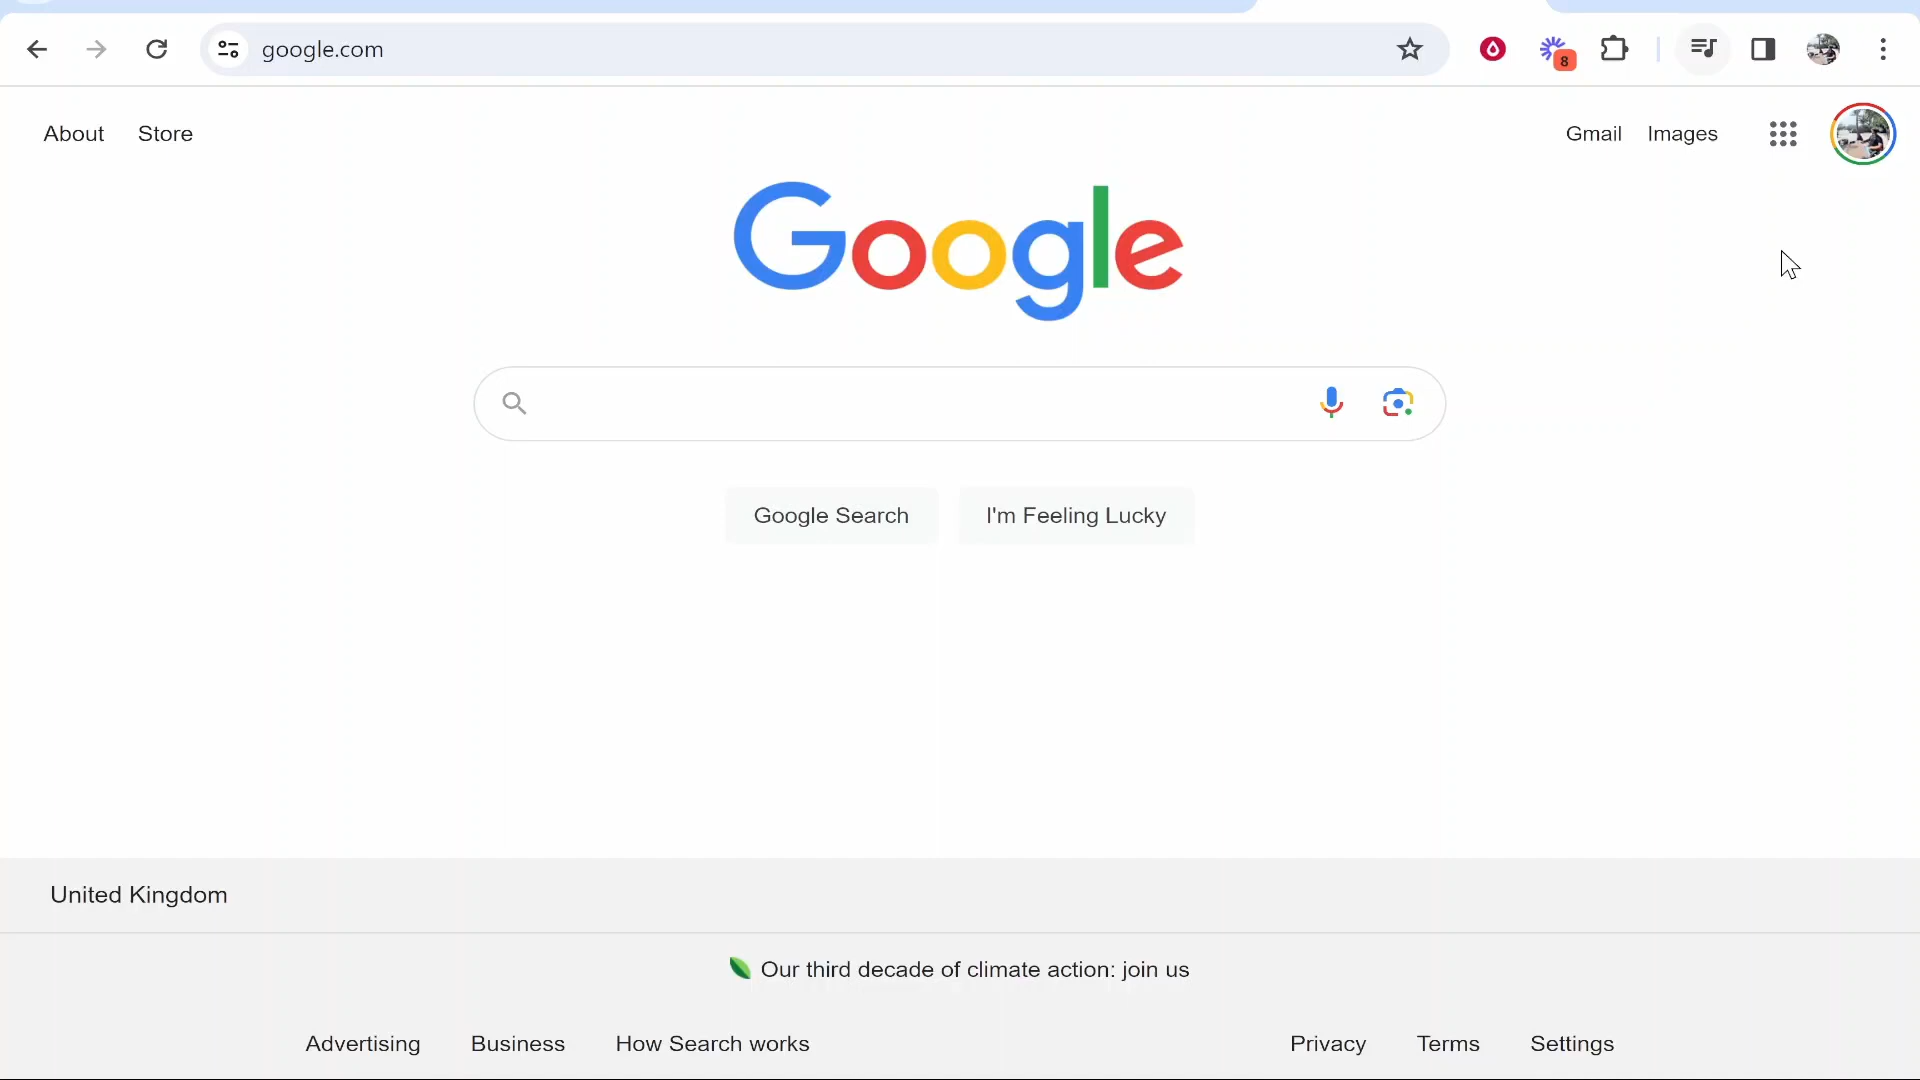 google.com
8
About Store
Gmail Images
Google
Google Search I'm Feeling Lucky
United Kingdom
Our third decade of climate action: join us
Advertising Business How Search works
Privacy Terms Settings